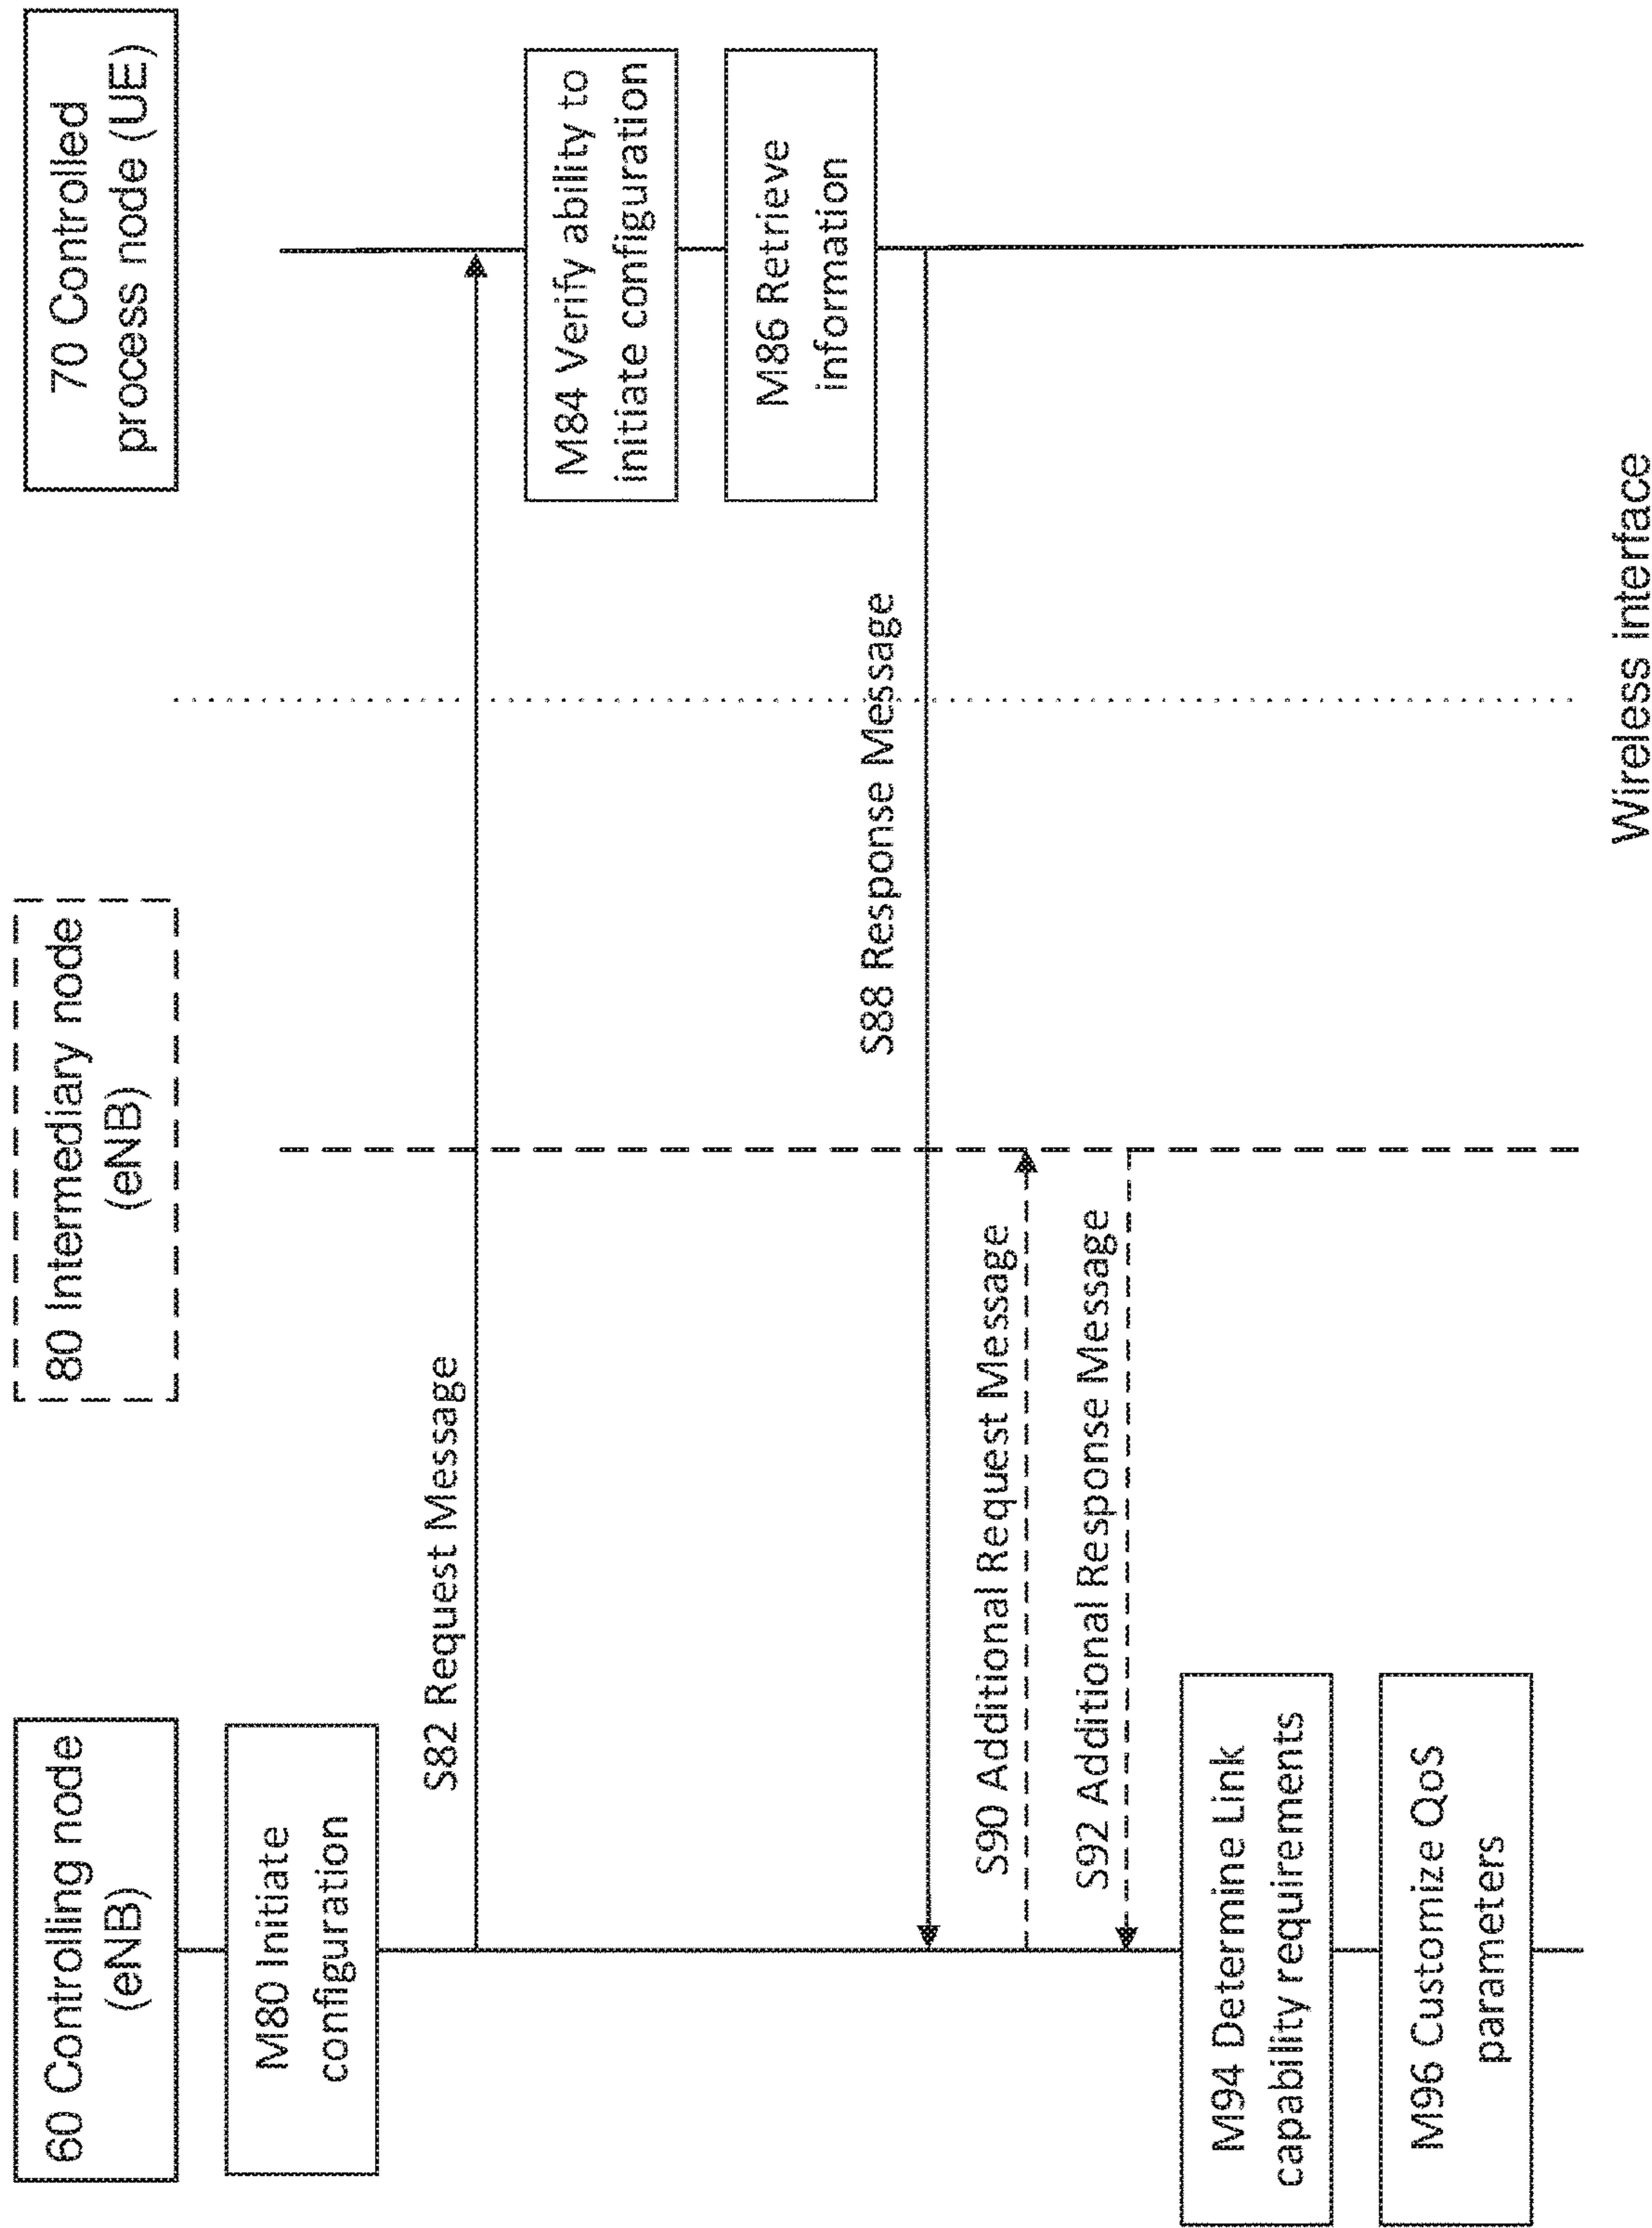 60 Controlling node
(eNB)
80 Intermediary node
(eNB)
70 Controlled
process node (UE)
M80 Initiate
configuration
S82 Request Message
M84 Verify ability to
initiate configuration
M86 Retrieve
information
S88 Response Message
S90 Additional Request Message
S92 Additional Response Message
M94 Determine Link
capability requirements
M96 Customize QoS
parameters
Wireless interface